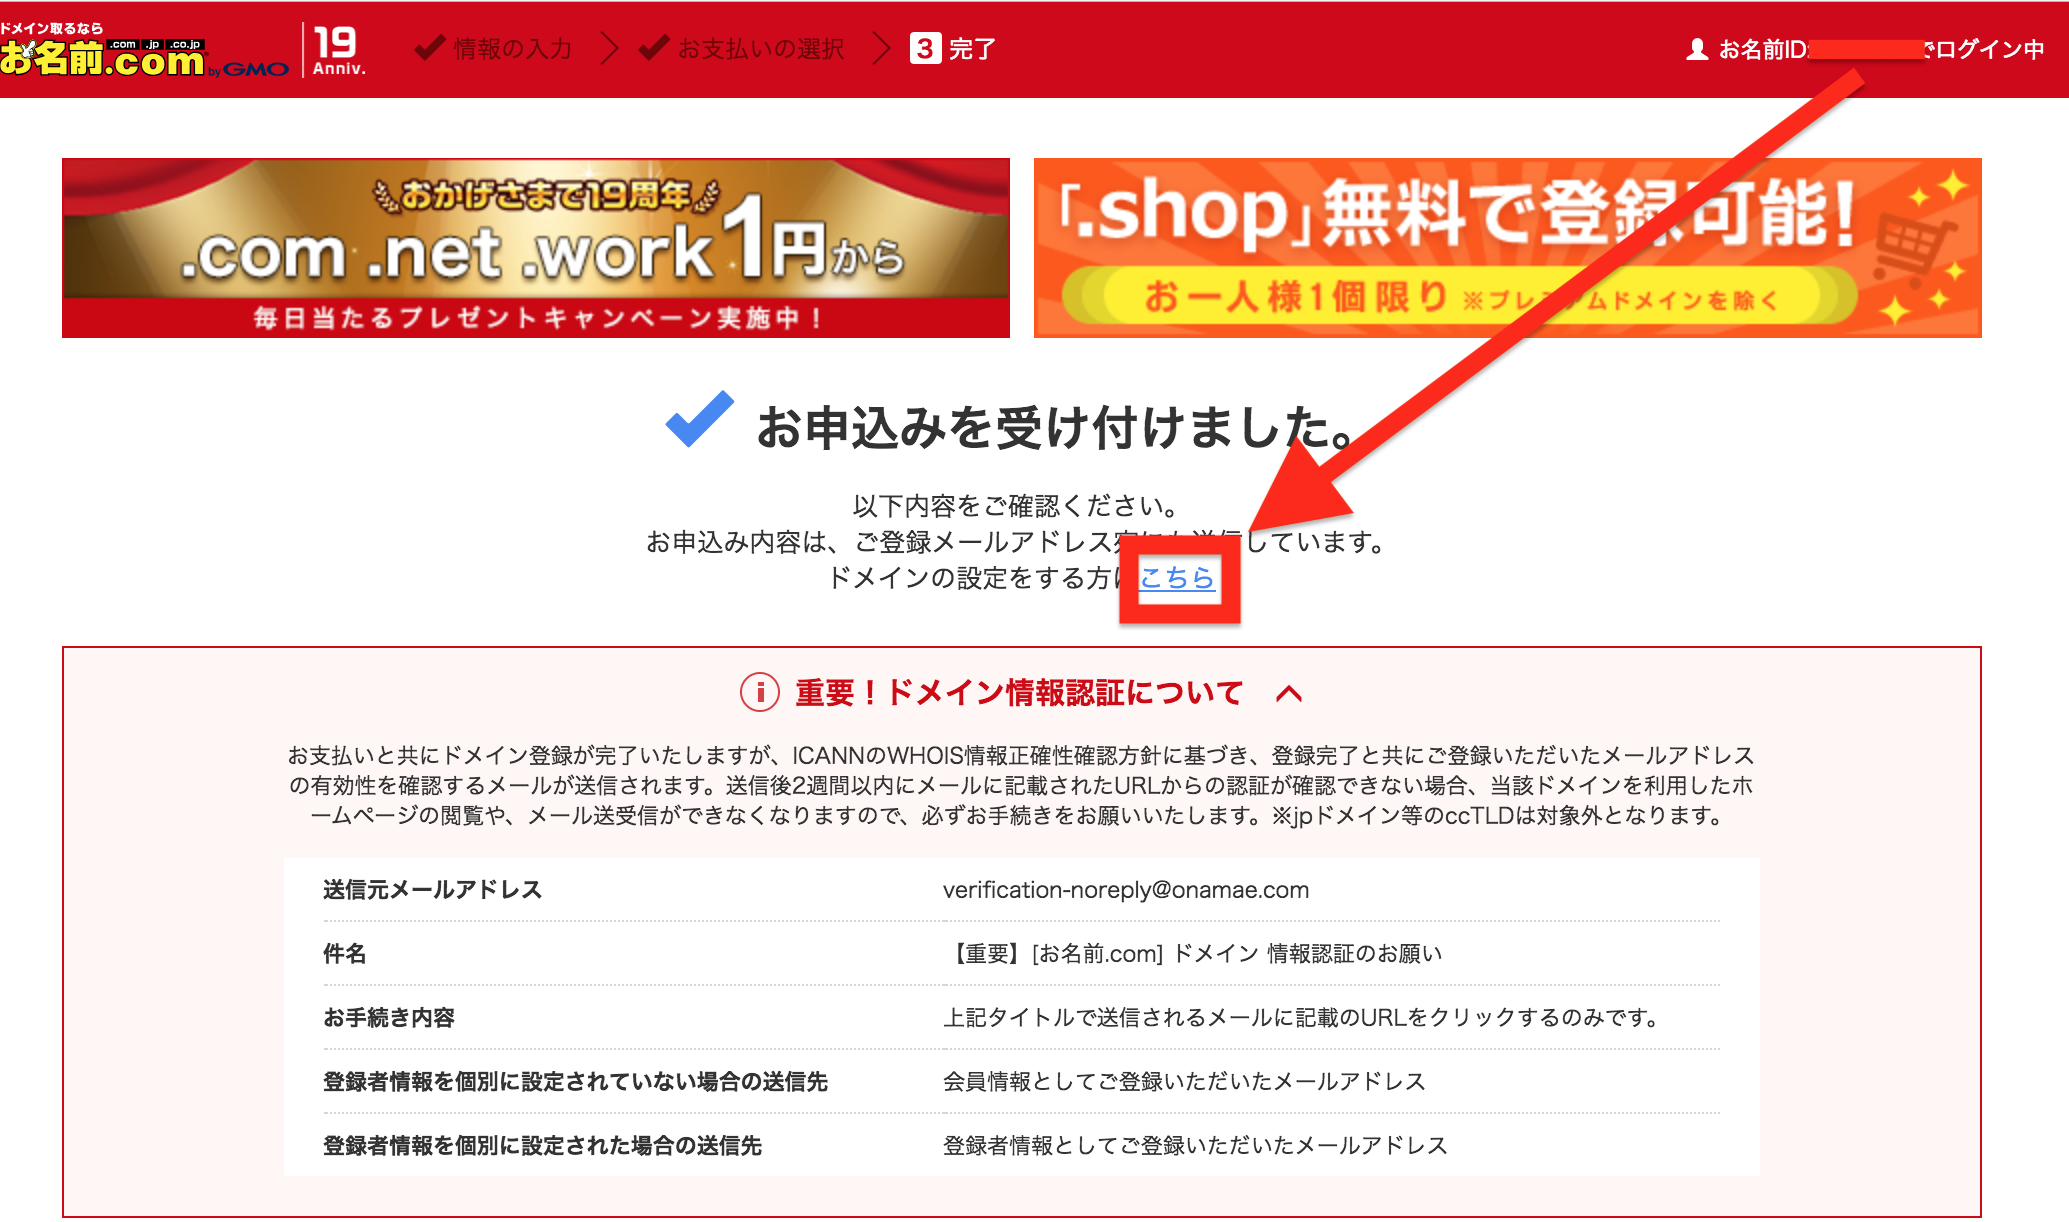 ドメイン取るなら
.com .jp .co.jp
お名前.com by GMO
19
Anniv.
情報の入力
お支払いの選択
3 完了
お名前ID: でログイン中
おかげさまで19周年
.com .net .work 1円から
毎日当たるプレゼントキャンペーン実施中！
「.shop」無料で登録可能!
お一人様1個限り ※プレミアムドメインを除く
お申込みを受け付けました。
以下内容をご確認ください。
お申込み内容は、ご登録メールアドレス宛にも送信しています。
ドメインの設定をする方はこちら
重要！ドメイン情報認証について
お支払いと共にドメイン登録が完了いたしますが、ICANNのWHOIS情報正確性確認方針に基づき、登録完了と共にご登録いただいたメールアドレス
の有効性を確認するメールが送信されます。送信後2週間以内にメールに記載されたURLからの認証が確認できない場合、当該ドメインを利用したホ
ームページの閲覧や、メール送受信ができなくなりますので、必ずお手続きをお願いいたします。※jpドメイン等のccTLDは対象外となります。
送信元メールアドレス verification-noreply@onamae.com
件名 【重要】[お名前.com] ドメイン 情報認証のお願い
お手続き内容 上記タイトルで送信されるメールに記載のURLをクリックするのみです。
登録者情報を個別に設定されていない場合の送信先 会員情報としてご登録いただいたメールアドレス
登録者情報を個別に設定された場合の送信先 登録者情報としてご登録いただいたメールアドレス